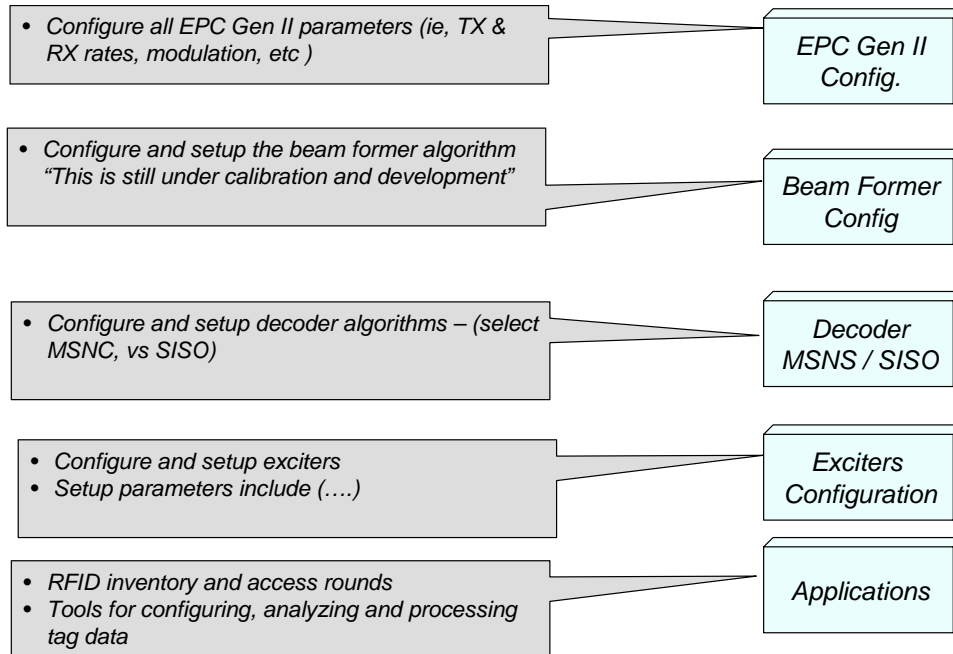 • Configure all EPC Gen II parameters (ie, TX &
RX rates, modulation, etc )
EPC Gen II
Config.
• Configure and setup the beam former algorithm
“This is still under calibration and development”
Beam Former
Config
• Configure and setup decoder algorithms – (select
MSNC, vs SISO)
Decoder
MSNS / SISO
• Configure and setup exciters
• Setup parameters include (….)
Exciters
Configuration
• RFID inventory and access rounds
• Tools for configuring, analyzing and processing
tag data
Applications